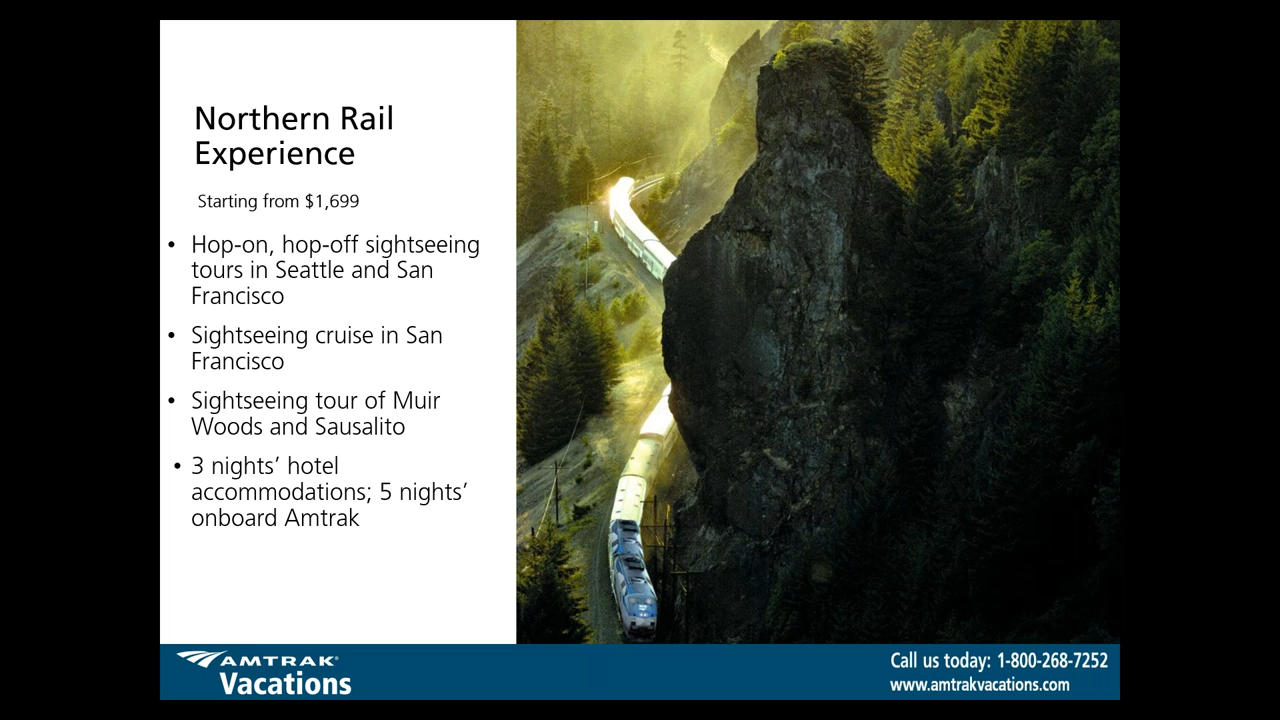 Northern Rail
Experience
Starting from $1,699
• Hop-on, hop-off sightseeing
tours in Seattle and San
Francisco
• Sightseeing cruise in San
Francisco
• Sightseeing tour of Muir
Woods and Sausalito
• 3 nights’ hotel
accommodations; 5 nights’
onboard Amtrak
AMTRAK®
Vacations
Call us today: 1-800-268-7252
www.amtrakvacations.com